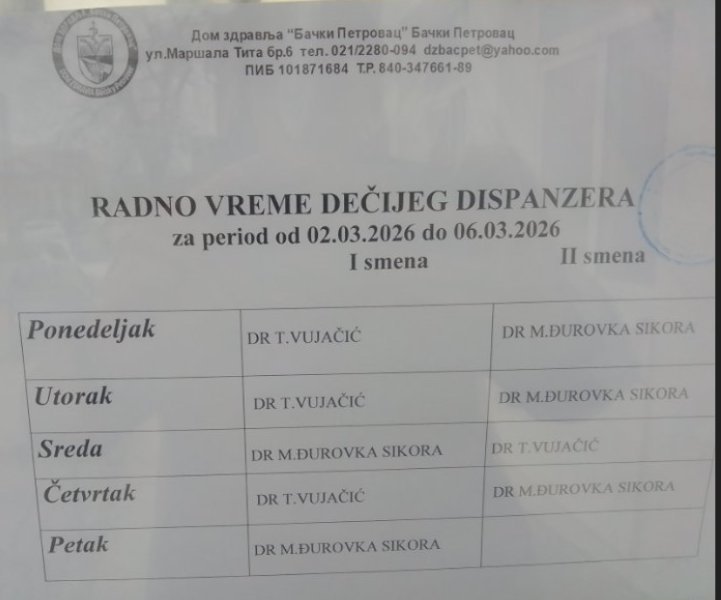 Дом здравља "Бачки Петровац" Бачки Петровац
ул.Маршала Тита бр.6 тел. 021/2280-094 dzbacpet@yahoo.com
ПИБ 101871684 Т.Р. 840-347661-89
RADNO VREME DEČIJEG DISPANZERA
za period od 02.03.2026 do 06.03.2026
I smena II smena
Ponedeljak DR T.VUJAČIĆ DR M.ĐUROVKA SIKORA
Utorak DR T.VUJAČIĆ DR M.ĐUROVKA SIKORA
Sreda DR M.ĐUROVKA SIKORA DR T.VUJAČIĆ
Četvrtak DR T.VUJAČIĆ DR M.ĐUROVKA SIKORA
Petak DR M.ĐUROVKA SIKORA